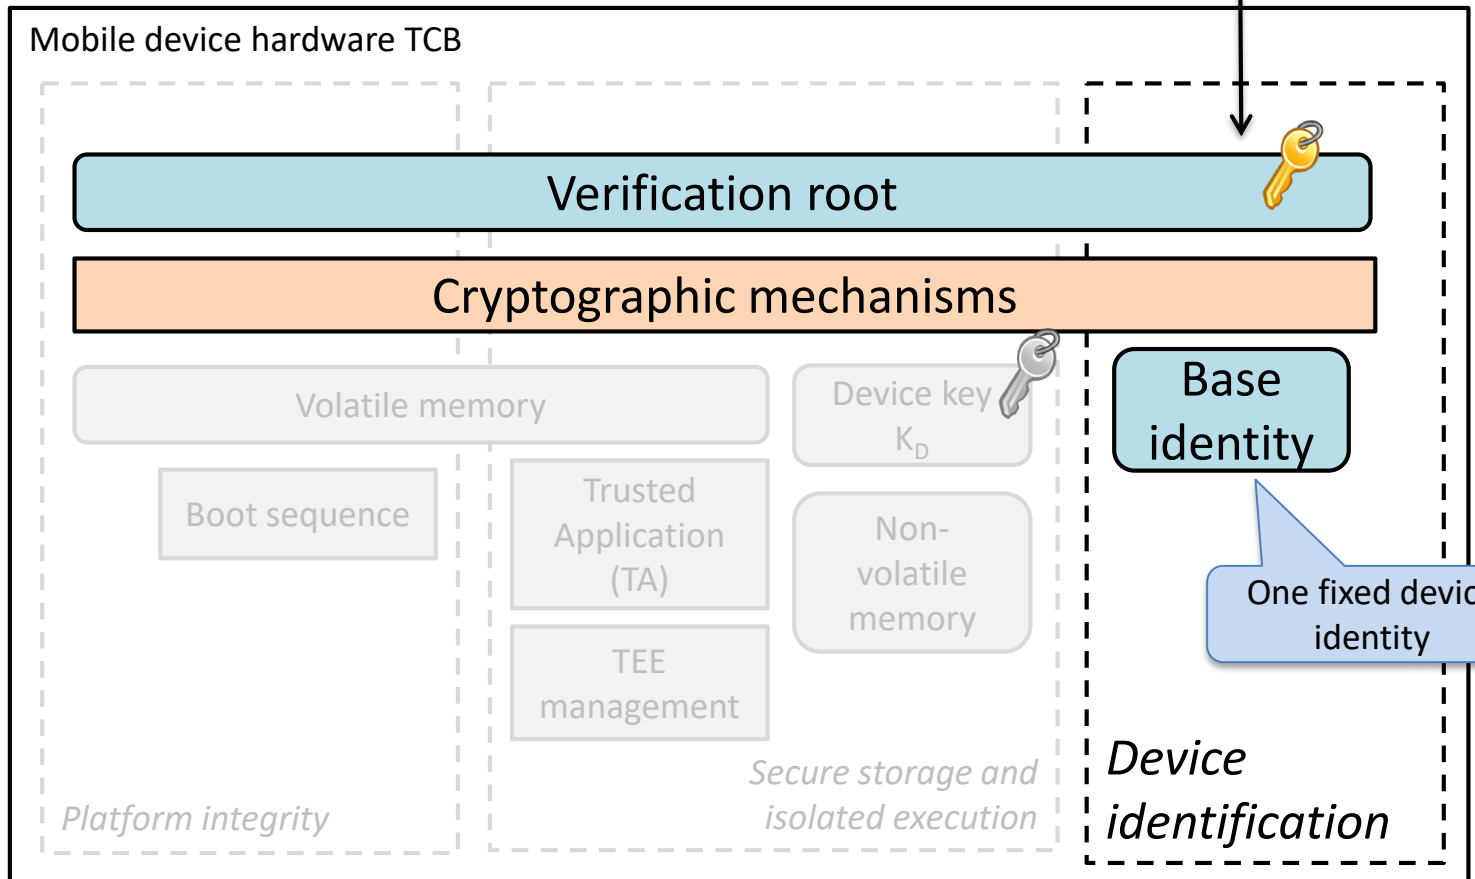 Mobile device hardware TCB
Verification root
Cryptographic mechanisms
Volatile memory
Device key
K_D
Base
identity
Boot sequence
Trusted
Application
(TA)
Non-
volatile
memory
One fixed devic
identity
TEE
management
Platform integrity
Secure storage and
isolated execution
Device
identification